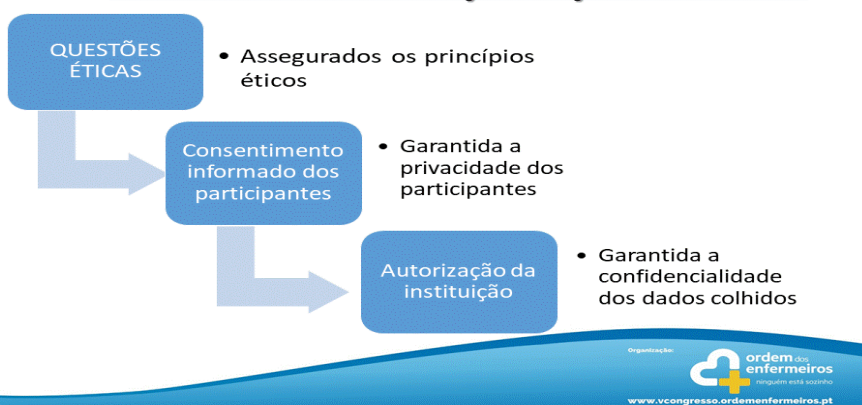 QUESTÕES
ÉTICAS
• Assegurados os princípios
éticos
Consentimento
informado dos
participantes
• Garantida a
privacidade dos
participantes
Autorização da
instituição
• Garantida a
confidencialidade
dos dados colhidos
Organização:
ordem dos
enfermeiros
ninguém está sozinho
www.vcongresso.ordemenfermeiros.pt